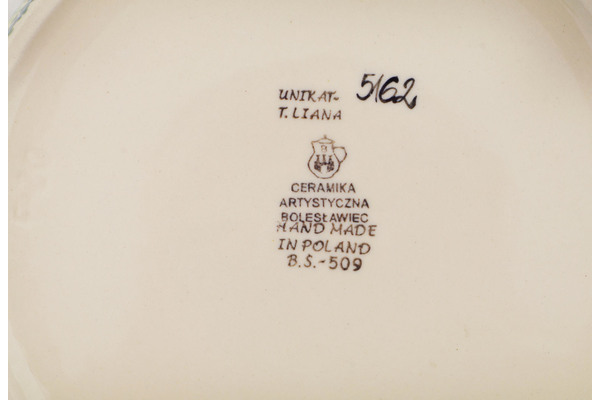 UNIKAT- 5162
T. LIANA
B
CERAMIKA
ARTYSTYCZNA
BOLESŁAWIEC
HAND MADE
IN POLAND
B.S.-509